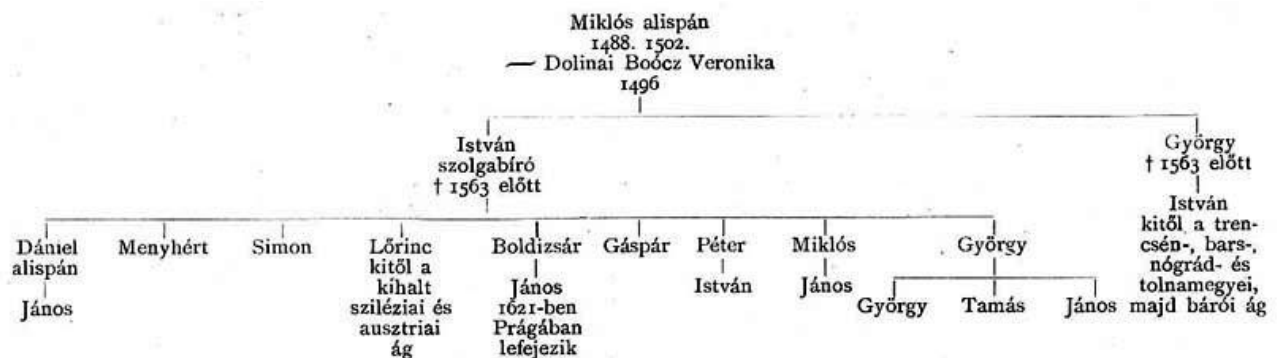 Miklós alispán
1488. 1502.
— Dolinai Boócz Veronika
1496
István
szolgabíró
† 1563 előtt
György
† 1563 előtt
Dániel
alispán
János
Menyhért
Simon
Lőrinc
kitől a
kihalt
sziléziai és
ausztriai
ág
Boldizsár
János
1621-ben
Prágában
lefejezik
Gáspár
Péter
István
Miklós
János
György
György
Tamás
János
István
kitől a tren-
csén-, bars-,
nógrád- és
tolnamegyei,
majd bárói ág